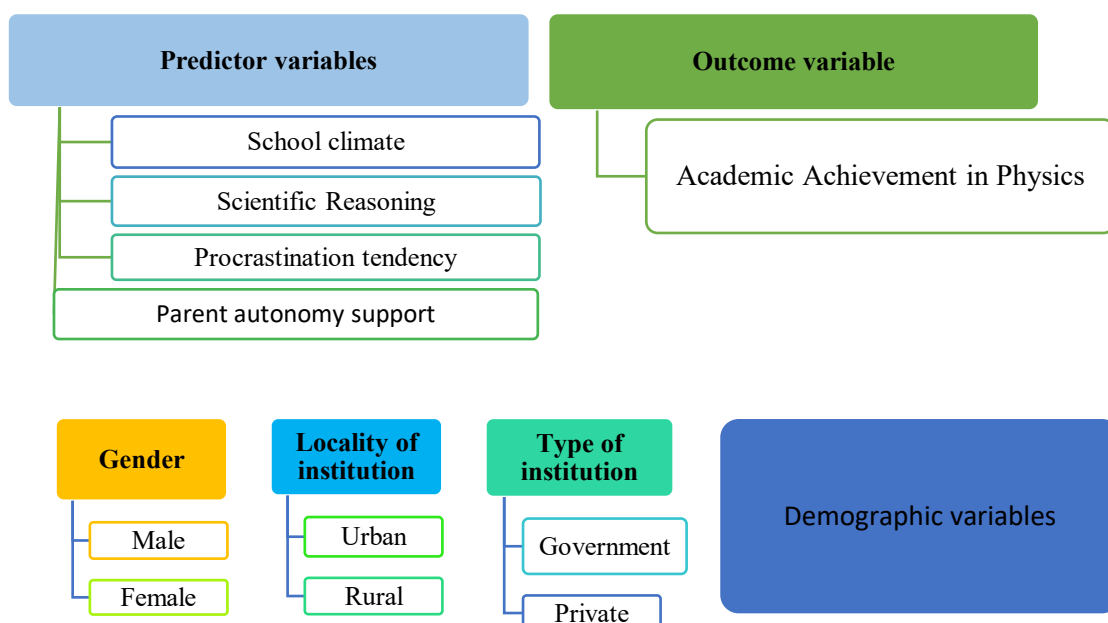 Predictor variables
School climate
Scientific Reasoning
Procrastination tendency
Parent autonomy support
Outcome variable
Academic Achievement in Physics
Gender
Male
Female
Locality of
institution
Urban
Rural
Type of
institution
Government
Private
Demographic variables